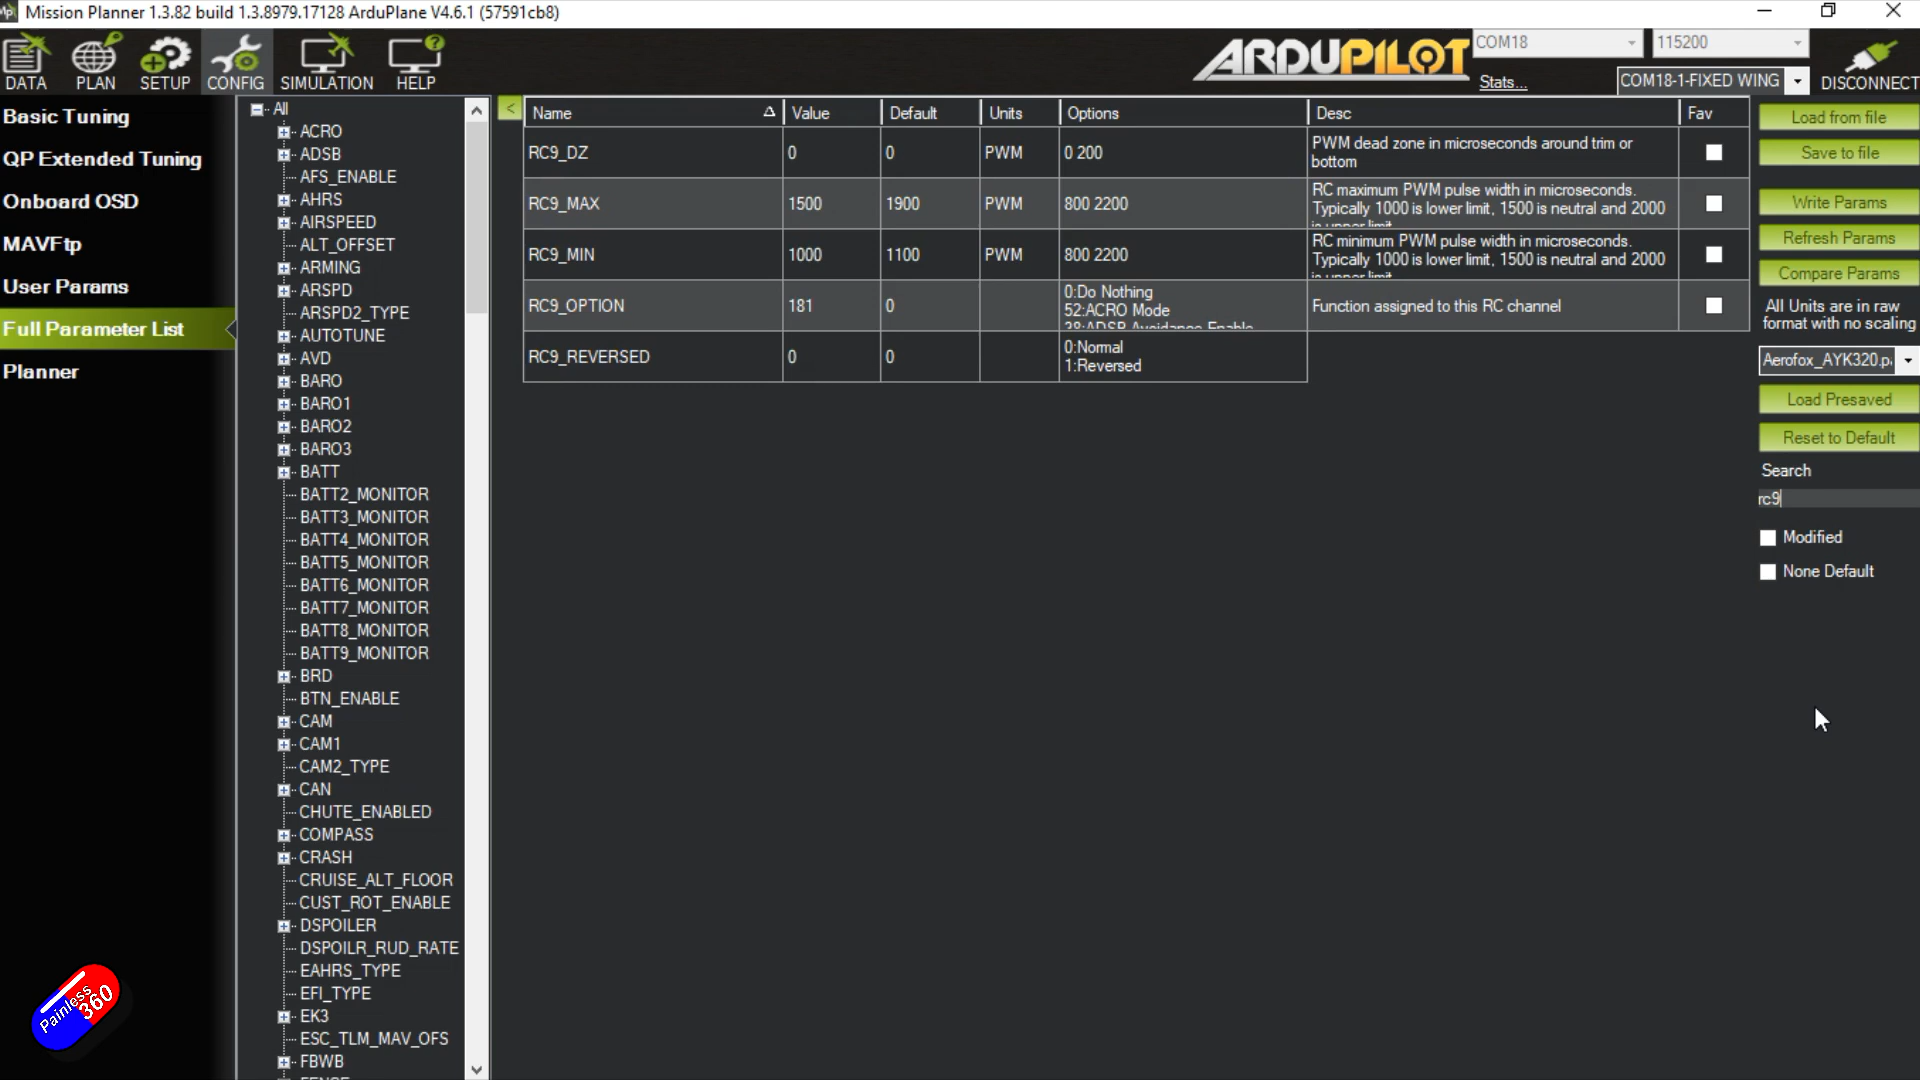 Mission Planner 1.3.82 build 1.3.8979.17128 ArduPlane V4.6.1 (57591cb8)
DATA PLAN SETUP CONFIG SIMULATION HELP
ARDUPILOT
COM18 115200
Stats...
COM18-1-FIXED WING
DISCONNECT
Basic Tuning
QP Extended Tuning
Onboard OSD
MAVFtp
User Params
Full Parameter List
Planner
All
ACRO
ADSB
AFS_ENABLE
AHRS
AIRSPEED
ALT_OFFSET
ARMING
ARSPD
ARSPD2_TYPE
AUTOTUNE
AVD
BARO
BARO1
BARO2
BARO3
BATT
BATT2_MONITOR
BATT3_MONITOR
BATT4_MONITOR
BATT5_MONITOR
BATT6_MONITOR
BATT7_MONITOR
BATT8_MONITOR
BATT9_MONITOR
BRD
BTN_ENABLE
CAM
CAM1
CAM2_TYPE
CAN
CHUTE_ENABLED
COMPASS
CRASH
CRUISE_ALT_FLOOR
CUST_ROT_ENABLE
DSPOILER
DSPOILR_RUD_RATE
EAHRS_TYPE
EFI_TYPE
EK3
ESC_TLM_MAV_OFS
FBWB
<
Name Value Default Units Options Desc Fav
RC9_DZ 0 0 PWM 0 200 PWM dead zone in microseconds around trim or
bottom
RC9_MAX 1500 1900 PWM 800 2200 RC maximum PWM pulse width in microseconds.
Typically 1000 is lower limit, 1500 is neutral and 2000
is upper limit
RC9_MIN 1000 1100 PWM 800 2200 RC minimum PWM pulse width in microseconds.
Typically 1000 is lower limit, 1500 is neutral and 2000
is upper limit
RC9_OPTION 181 0 0:Do Nothing
52:ACRO Mode
38:ADSB Avoidance Enable
Function assigned to this RC channel
RC9_REVERSED 0 0 0:Normal
1:Reversed
Load from file
Save to file
Write Params
Refresh Params
Compare Params
All Units are in raw
format with no scaling
Aerofox_AYK320.p
Load Presaved
Reset to Default
Search
rc9
Modified
None Default
Painless
360